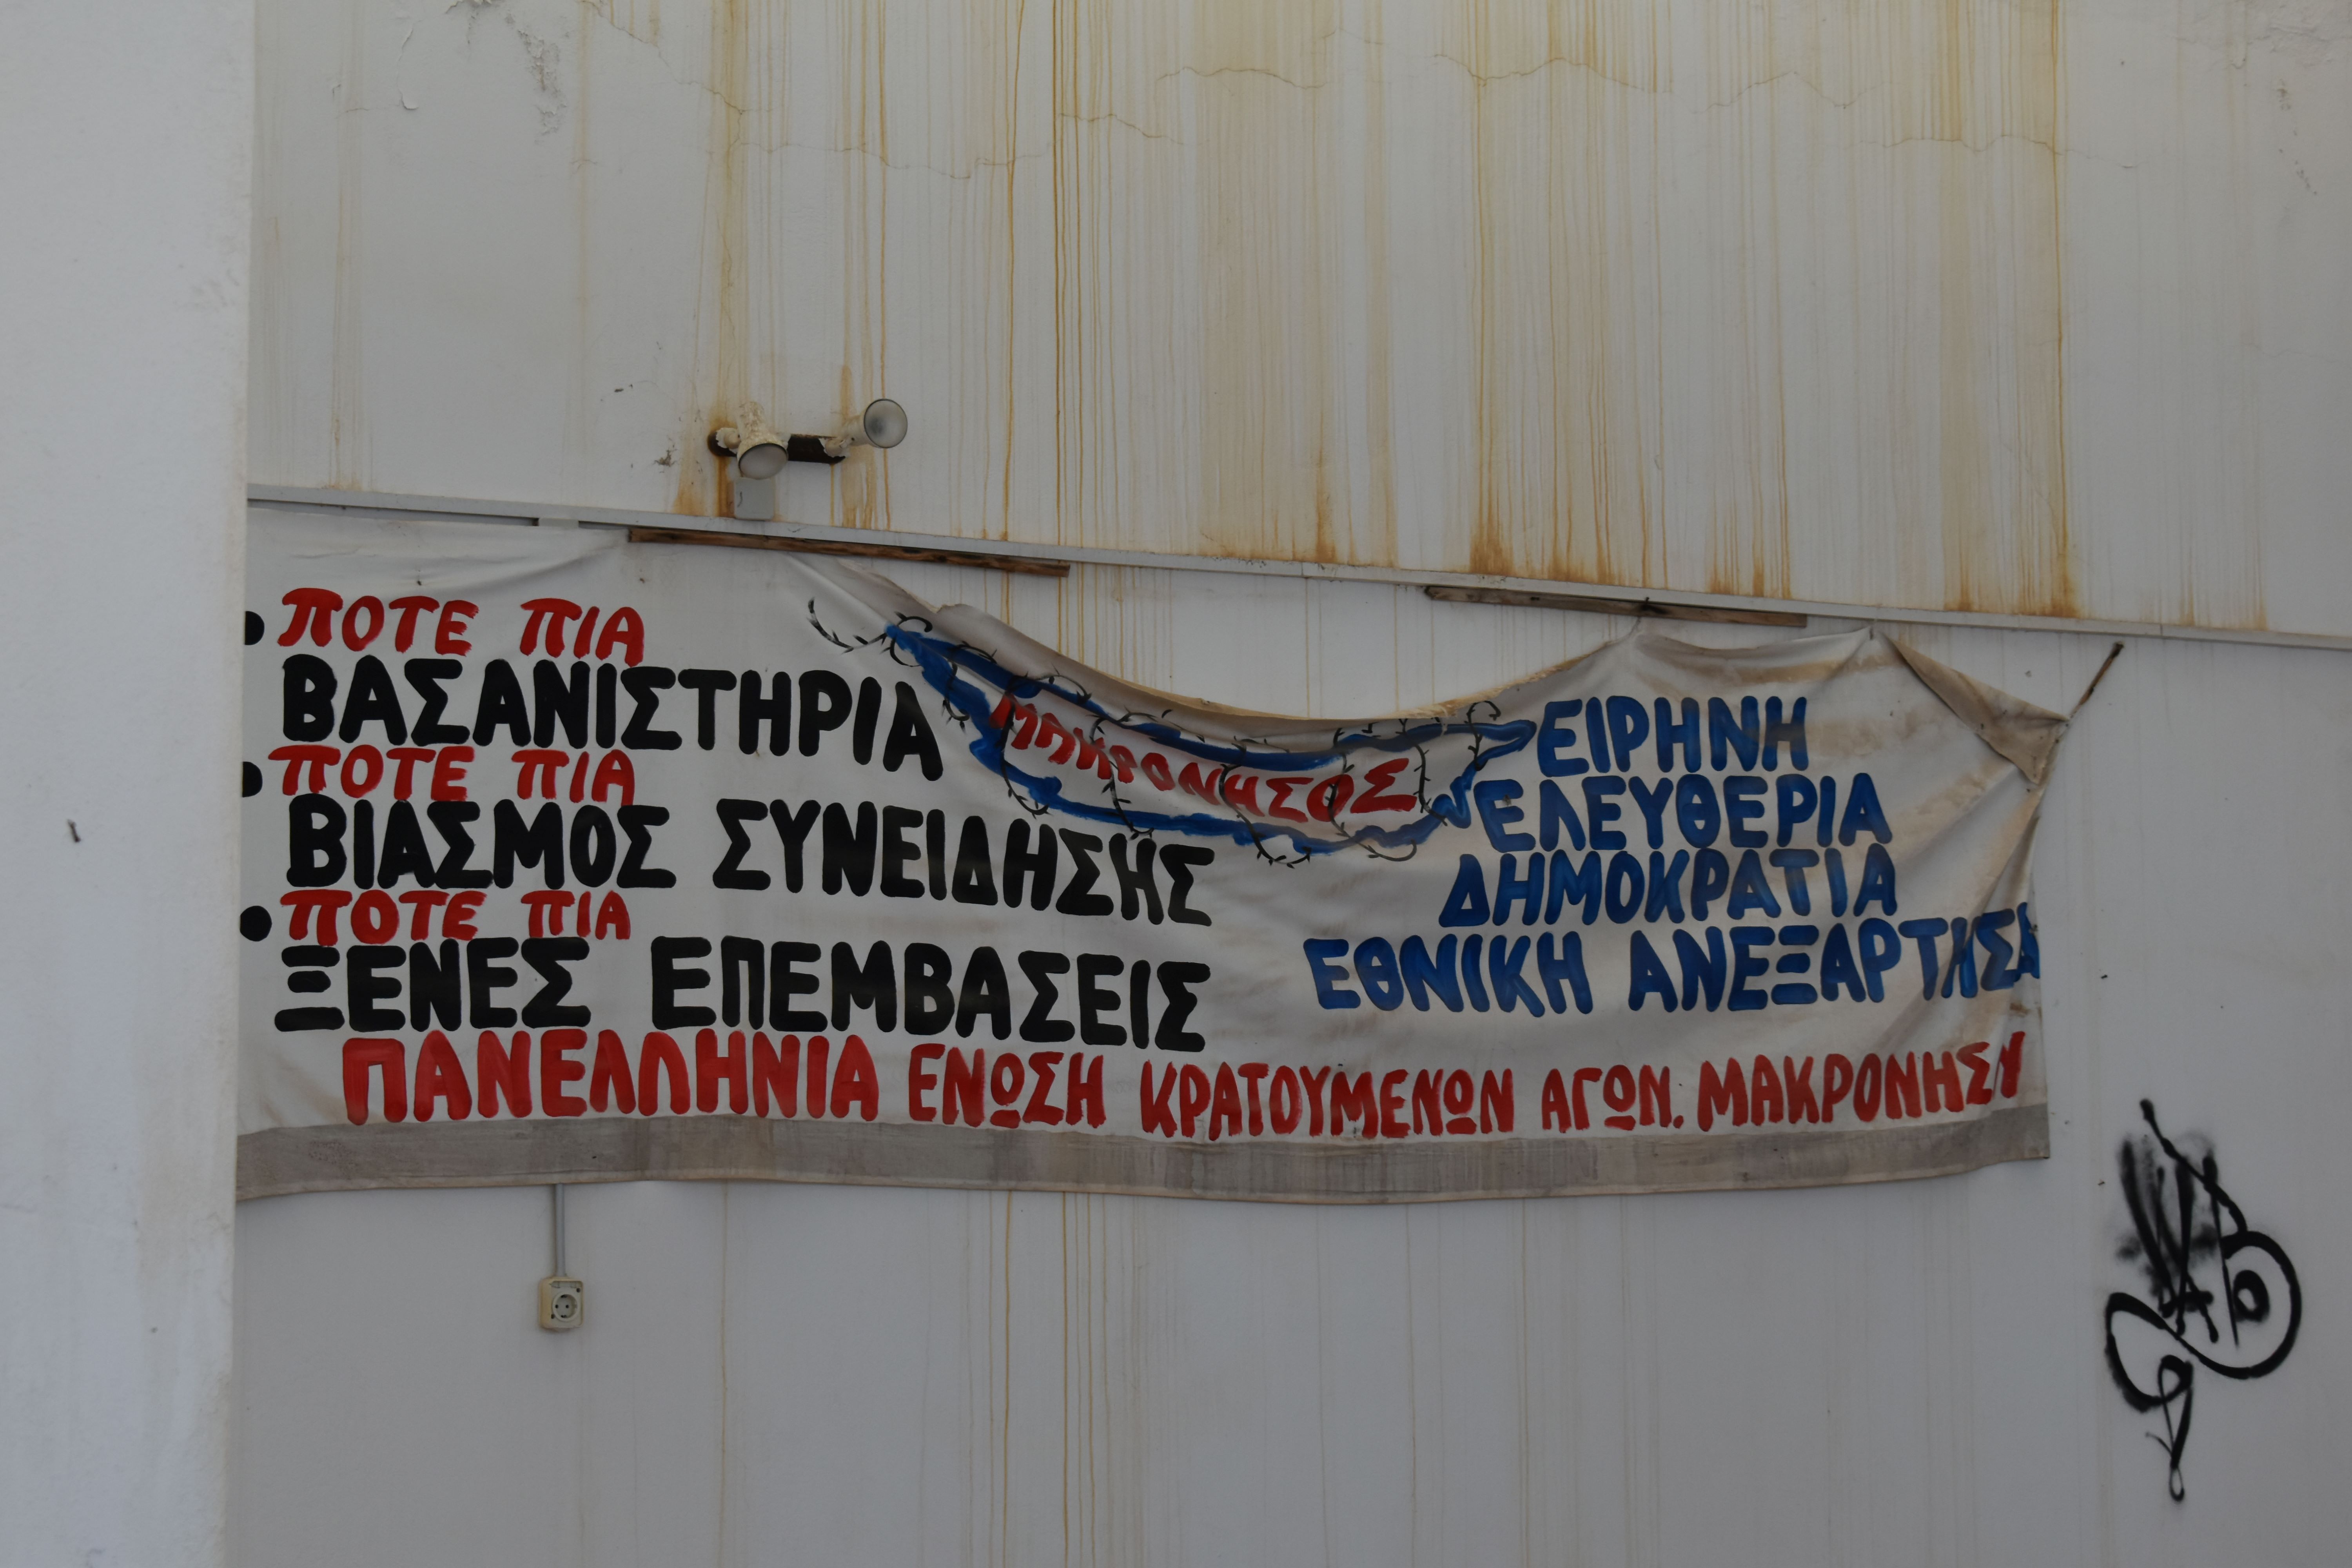 • ΠΟΤΕ ΠΙΑ
ΒΑΣΑΝΙΣΤΗΡΙΑ
• ΠΟΤΕ ΠΙΑ
ΒΙΑΣΜΟΣ ΣΥΝΕΙΔΗΣΗΣ
• ΠΟΤΕ ΠΙΑ
ΞΕΝΕΣ ΕΠΕΜΒΑΣΕΙΣ
ΜΑΚΡΟΝΗΣΟΣ
ΕΙΡΗΝΗ
ΕΛΕΥΘΕΡΙΑ
ΔΗΜΟΚΡΑΤΙΑ
ΕΘΝΙΚΗ ΑΝΕΞΑΡΤΗΣΙΑ
ΠΑΝΕΛΛΗΝΙΑ ΕΝΩΣΗ ΚΡΑΤΟΥΜΕΝΩΝ ΑΓΩΝ.